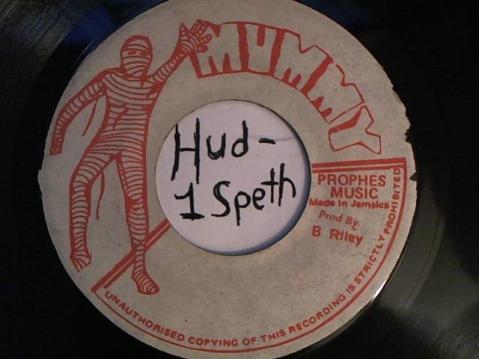 MUMMY
Hud-
1 Speth
PROPHES
MUSIC
Made in Jamaica
Prod By.
B Riley
UNAUTHORISED COPYING OF THIS RECORDING IS STRICTLY PROHIBITED